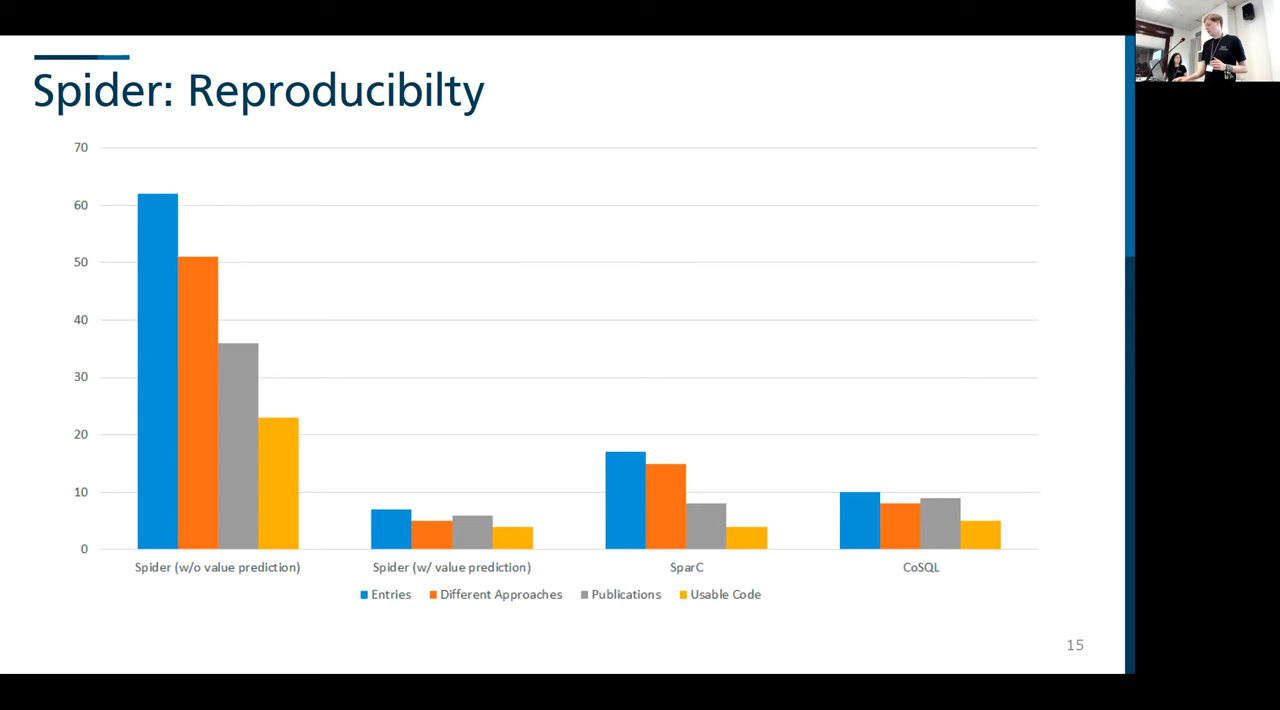 Spider: Reproducibilty
70
60
50
40
30
20
10
0
Spider (w/o value prediction)
Spider (w/ value prediction)
SparC
CoSQL
Entries
Different Approaches
Publications
Usable Code
15